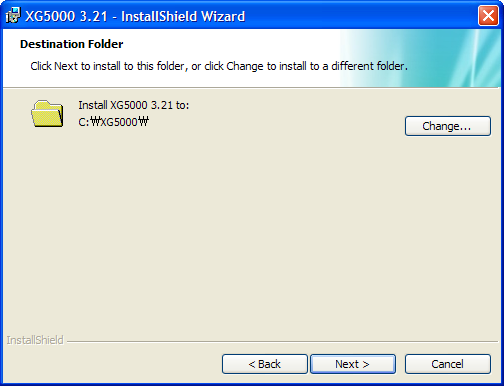 XG5000 3.21 - InstallShield Wizard
Destination Folder
Click Next to install to this folder, or click Change to install to a different folder.
Install XG5000 3.21 to:
C:₩XG5000₩
Change...
InstallShield
< Back
Next >
Cancel